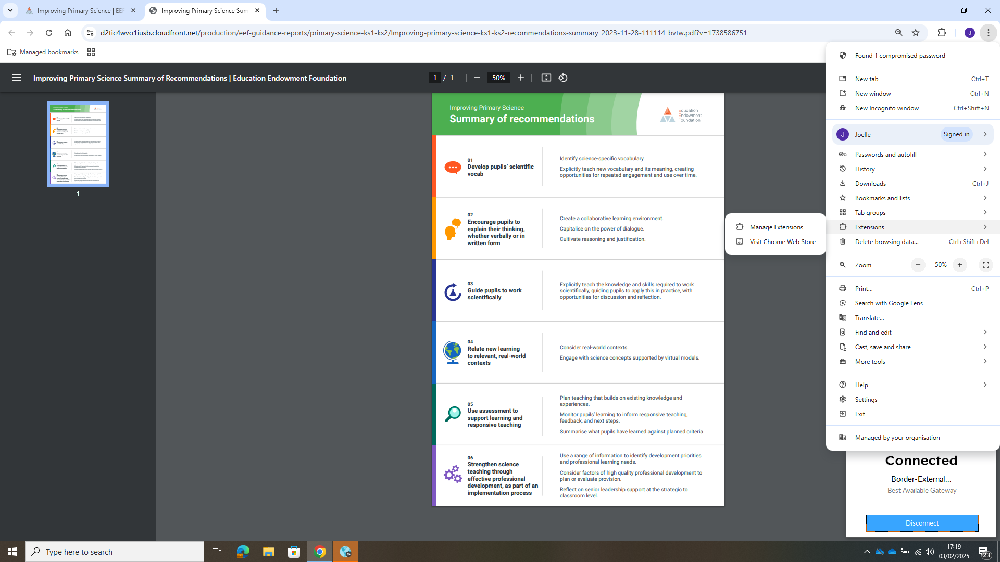 Improving Primary Science | EEF
Improving Primary Science Sum
d2tic4wvo1iusb.cloudfront.net/production/eef-guidance-reports/primary-science-ks1-ks2/Improving-primary-science-ks1-ks2-recommendations-summary_2023-11-28-111114_bvtw.pdf?v=1738586751
J
Managed bookmarks
Improving Primary Science Summary of Recommendations | Education Endowment Foundation
1 / 1
50%
1
Improving Primary Science
Summary of recommendations
Education
Endowment
Foundation
01
Develop pupils’ scientific
vocab
Identify science-specific vocabulary.
Explicitly teach new vocabulary and its meaning, creating
opportunities for repeated engagement and use over time.
02
Encourage pupils to
explain their thinking,
whether verbally or in
written form
Create a collaborative learning environment.
Capitalise on the power of dialogue.
Cultivate reasoning and justification.
03
Guide pupils to work
scientifically
Explicitly teach the knowledge and skills required to work
scientifically, guiding pupils to apply this in practice, with
opportunities for discussion and reflection.
04
Relate new learning
to relevant, real-world
contexts
Consider real-world contexts.
Engage with science concepts supported by virtual models.
05
Use assessment to
support learning and
responsive teaching
Plan teaching that builds on existing knowledge and
experiences.
Monitor pupils’ learning to inform responsive teaching,
feedback, and next steps.
Summarise what pupils have learned against planned criteria.
06
Strengthen science
teaching through
effective professional
development, as part of an
implementation process
Use a range of information to identify development priorities
and professional learning needs.
Consider factors of high quality professional development to
plan or evaluate provision.
Reflect on senior leadership support at the strategic to
classroom level.
Manage Extensions
Visit Chrome Web Store
Found 1 compromised password
New tab Ctrl+T
New window Ctrl+N
New Incognito window Ctrl+Shift+N
J Joelle Signed in
Passwords and autofill
History
Downloads Ctrl+J
Bookmarks and lists
Tab groups
Extensions
Delete browsing data... Ctrl+Shift+Del
Zoom 50%
Print... Ctrl+P
Search with Google Lens
Translate...
Find and edit
Cast, save and share
More tools
Help
Settings
Exit
Managed by your organisation
Connected
Border-External...
Best Available Gateway
Disconnect
Type here to search
17:19
03/02/2025
23